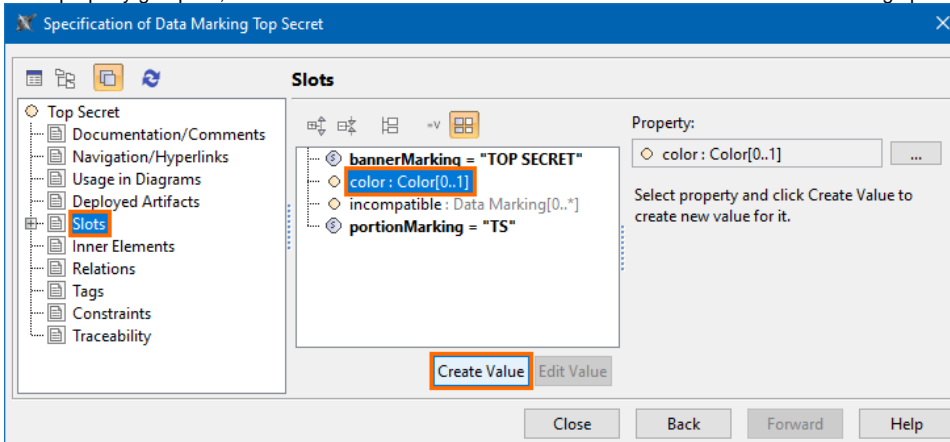 Specification of Data Marking Top Secret
Slots
Top Secret
Documentation/Comments
Navigation/Hyperlinks
Usage in Diagrams
Deployed Artifacts
Slots
Inner Elements
Relations
Tags
Constraints
Traceability
bannerMarking = "TOP SECRET"
color : Color[0..1]
incompatible : Data Marking[0..*]
portionMarking = "TS"
Create Value
Edit Value
Property:
color : Color[0..1]
...
Select property and click Create Value to
create new value for it.
Close
Back
Forward
Help